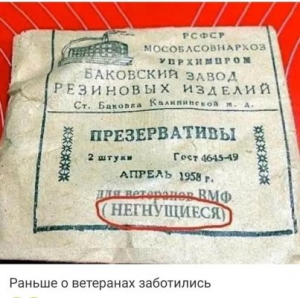 РСФСР
МОСОБЛСОВНАРХОЗ
УПРХИМПРОМ
БАКОВСКИЙ ЗАВОД
РЕЗИНОВЫХ ИЗДЕЛИЙ
Ст. Баковка Калининской ж. д.
ПРЕЗЕРВАТИВЫ
2 штуки Гост 4645-49
АПРЕЛЬ 1958 г.
для ветеранов ВМФ
(НЕГНУЩИЕСЯ)
Раньше о ветеранах заботились